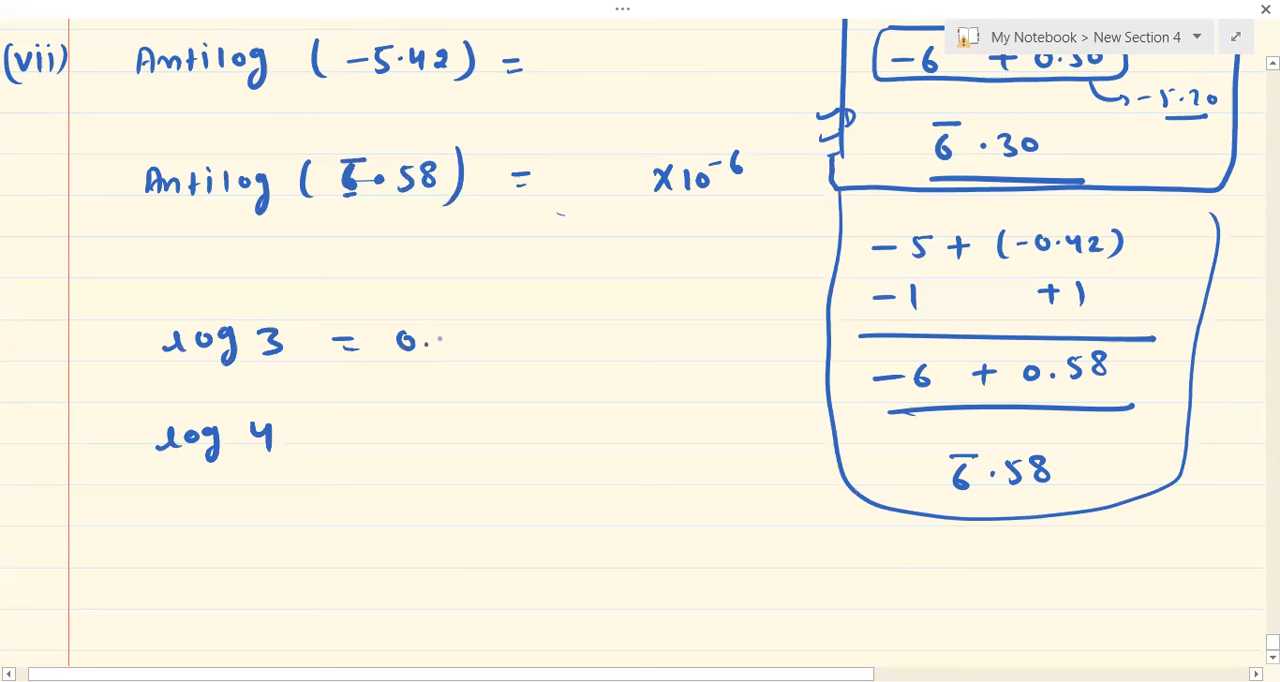 ...
My Notebook > New Section 4
(vii) Antilog (-5.42) =
-6 + 0.30
-5.70
6̅.30
Antilog (6̅.58) = ×10⁻⁶
-5 + (-0.42)
-1 +1
-6 + 0.58
6̅.58
log 3 = 0.
log 4